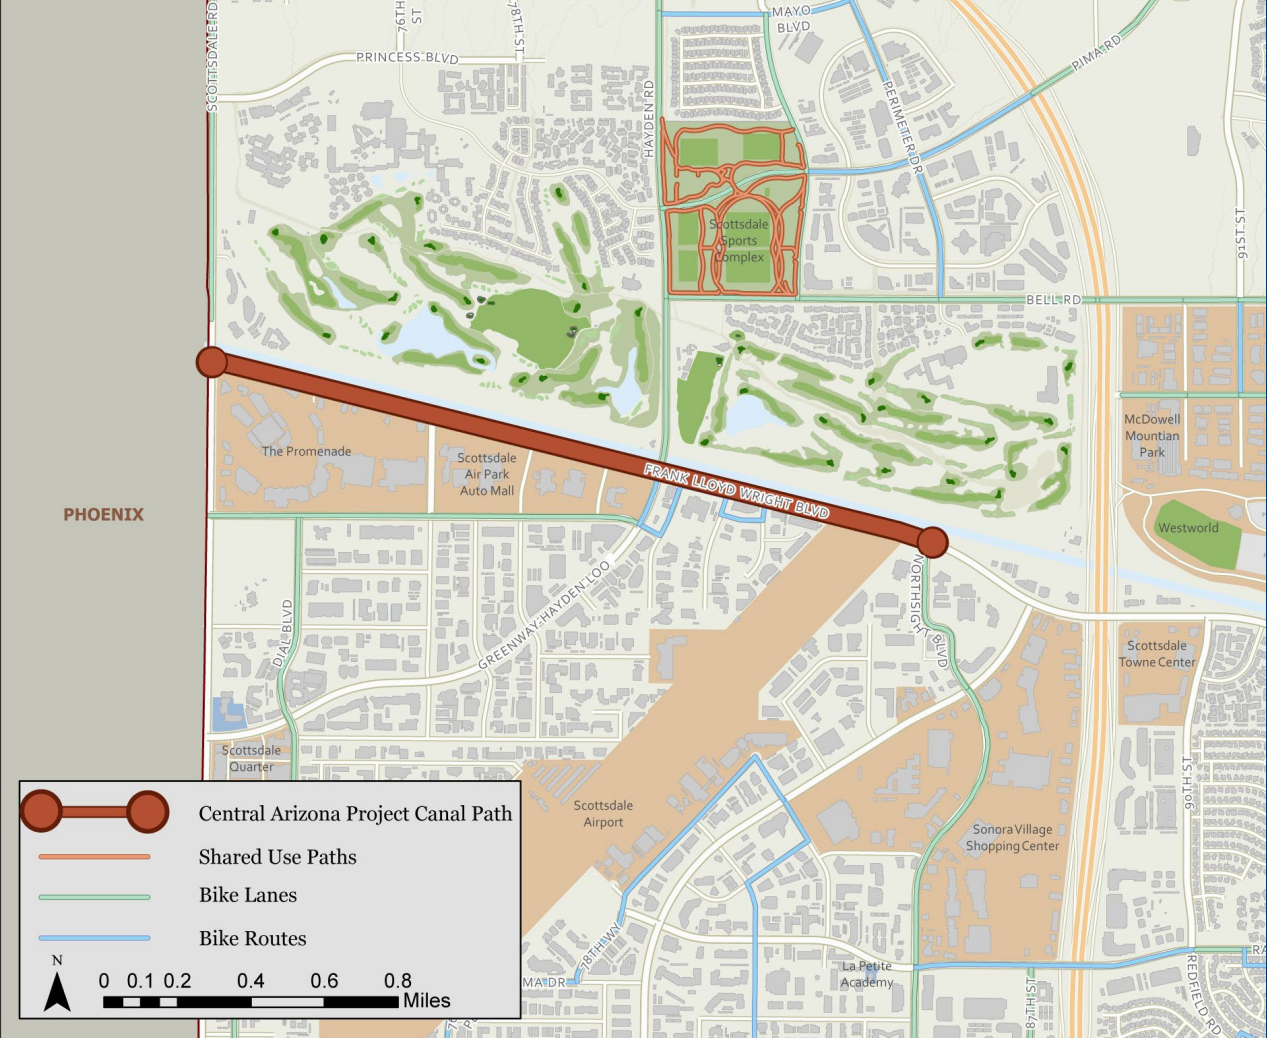 SCOTTSDALE RD
76TH
ST
78TH ST
MAYO
BLVD
PRINCESS BLVD
HAYDEN RD
PERIMETER DR
PIMA RD
91ST ST
Scottsdale
Sports
Complex
BELL RD
The Promenade
Scottsdale
Air Park
Auto Mall
FRANK LLOYD WRIGHT BLVD
McDowell
Mountian
Park
Westworld
PHOENIX
GREENWAY-HAYDEN LOO
DIAL BLVD
NORTHSIGHT BLVD
Scottsdale
Towne Center
90TH ST
Scottsdale
Quarter
Scottsdale
Airport
Sonora Village
Shopping Center
Central Arizona Project Canal Path
Shared Use Paths
Bike Lanes
Bike Routes
N
0 0.1 0.2 0.4 0.6 0.8
Miles
78TH WY
MA DR
La Petite
Academy
87TH ST
REDFIELD RD
RA